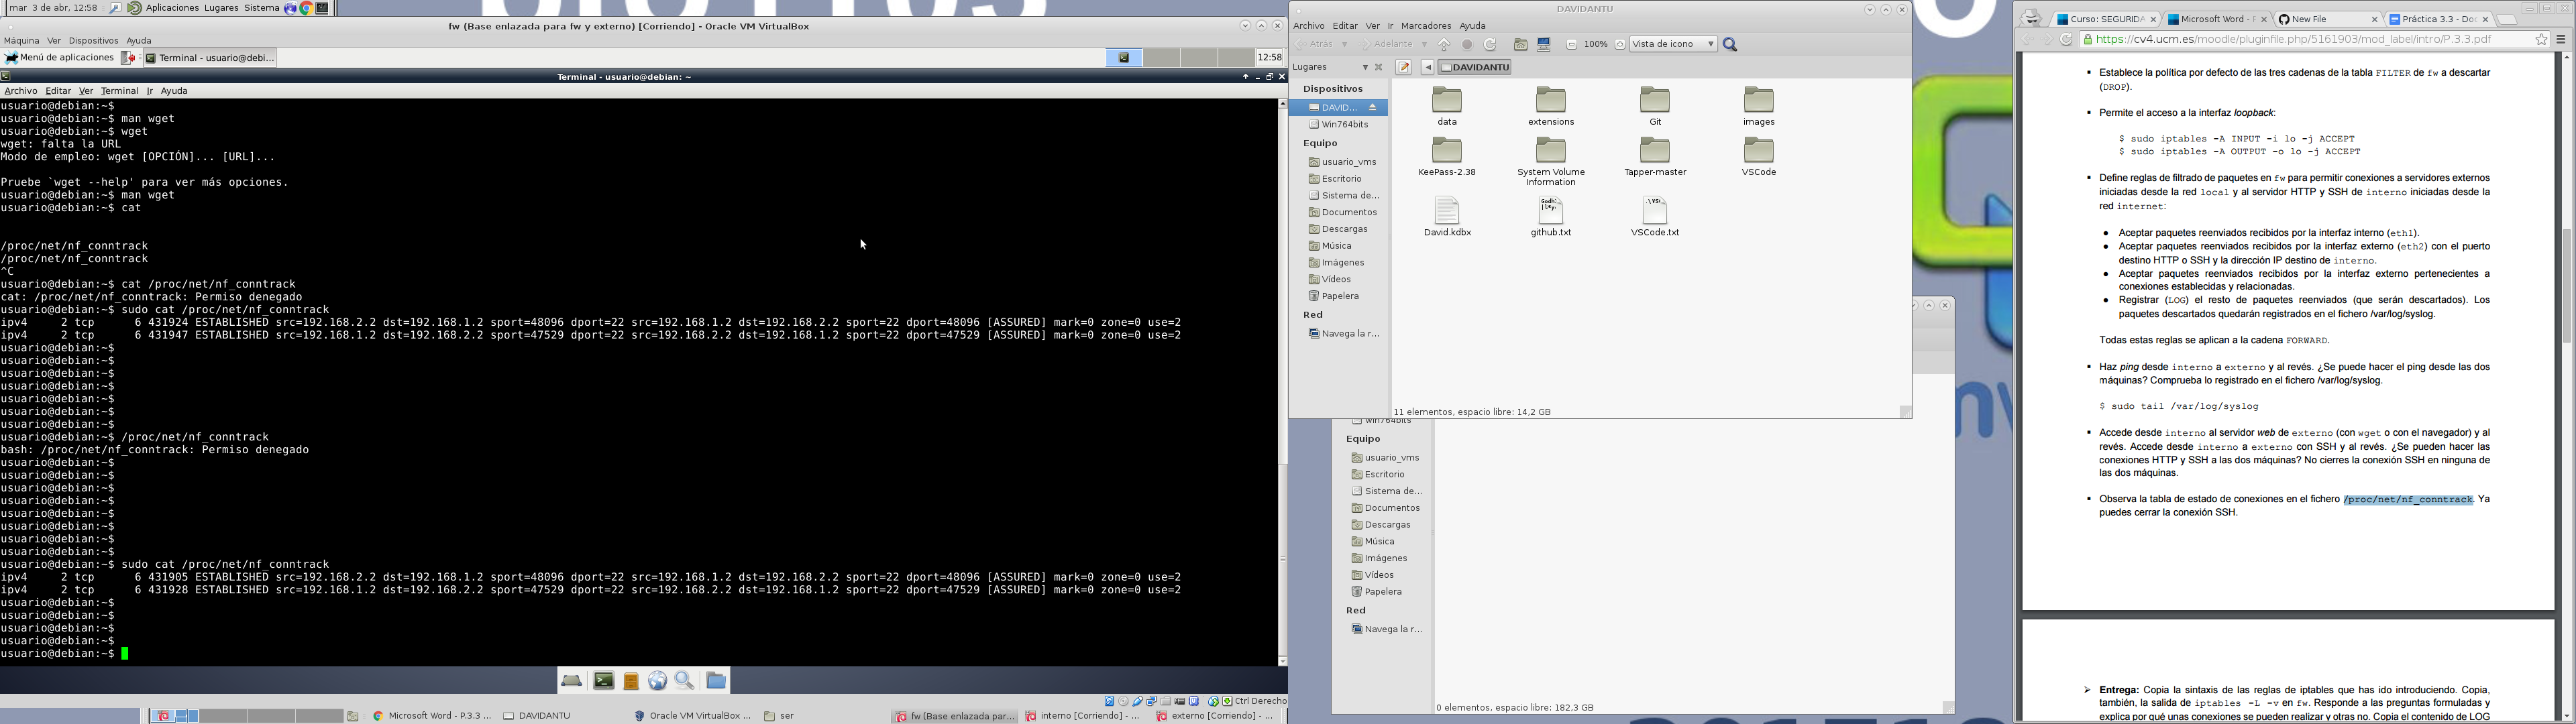 mar 3 de abr, 12:58
Aplicaciones Lugares Sistema
fw (Base enlazada para fw y externo) [Corriendo] - Oracle VM VirtualBox
Máquina Ver Dispositivos Ayuda
Menú de aplicaciones
Terminal - usuario@debi...
12:58
Terminal - usuario@debian: ~
Archivo Editar Ver Terminal Ir Ayuda
usuario@debian:~$
usuario@debian:~$ man wget
usuario@debian:~$ wget
wget: falta la URL
Modo de empleo: wget [OPCIÓN]... [URL]...
Pruebe `wget --help' para ver más opciones.
usuario@debian:~$ man wget
usuario@debian:~$ cat
/proc/net/nf_conntrack
/proc/net/nf_conntrack
^C
usuario@debian:~$ cat /proc/net/nf_conntrack
cat: /proc/net/nf_conntrack: Permiso denegado
usuario@debian:~$ sudo cat /proc/net/nf_conntrack
ipv4 2 tcp 6 431924 ESTABLISHED src=192.168.2.2 dst=192.168.1.2 sport=48096 dport=22 src=192.168.1.2 dst=192.168.2.2 sport=22 dport=48096 [ASSURED] mark=0 zone=0 use=2
ipv4 2 tcp 6 431947 ESTABLISHED src=192.168.1.2 dst=192.168.2.2 sport=47529 dport=22 src=192.168.2.2 dst=192.168.1.2 sport=22 dport=47529 [ASSURED] mark=0 zone=0 use=2
usuario@debian:~$
usuario@debian:~$
usuario@debian:~$
usuario@debian:~$
usuario@debian:~$
usuario@debian:~$
usuario@debian:~$
usuario@debian:~$ /proc/net/nf_conntrack
bash: /proc/net/nf_conntrack: Permiso denegado
usuario@debian:~$
usuario@debian:~$
usuario@debian:~$
usuario@debian:~$
usuario@debian:~$
usuario@debian:~$
usuario@debian:~$
usuario@debian:~$
usuario@debian:~$ sudo cat /proc/net/nf_conntrack
ipv4 2 tcp 6 431905 ESTABLISHED src=192.168.2.2 dst=192.168.1.2 sport=48096 dport=22 src=192.168.1.2 dst=192.168.2.2 sport=22 dport=48096 [ASSURED] mark=0 zone=0 use=2
ipv4 2 tcp 6 431928 ESTABLISHED src=192.168.1.2 dst=192.168.2.2 sport=47529 dport=22 src=192.168.2.2 dst=192.168.1.2 sport=22 dport=47529 [ASSURED] mark=0 zone=0 use=2
usuario@debian:~$
usuario@debian:~$
usuario@debian:~$
usuario@debian:~$
usuario@debian:~$
Ctrl Derecho
Microsoft Word - P.3.3 ...
DAVIDANTU
Oracle VM VirtualBox ...
ser
fw (Base enlazada par...
interno [Corriendo] - ...
externo [Corriendo] - ...
DAVIDANTU
Archivo Editar Ver Ir Marcadores Ayuda
Atrás Adelante 100% Vista de icono
Lugares
DAVIDANTU
Dispositivos
DAVID...
Win764bits
Equipo
usuario_vms
Escritorio
Sistema de...
Documentos
Descargas
Música
Imágenes
Vídeos
Papelera
Red
Navega la r...
data
extensions
Git
images
KeePass-2.38
System Volume
Information
Tapper-master
VSCode
David.kdbx
github.txt
VSCode.txt
11 elementos, espacio libre: 14,2 GB
Win764bits
Equipo
usuario_vms
Escritorio
Sistema de...
Documentos
Descargas
Música
Imágenes
Vídeos
Papelera
Red
Navega la r...
0 elementos, espacio libre: 182,3 GB
Curso: SEGURIDA
Microsoft Word - P
New File
Práctica 3.3 - Do
https://cv4.ucm.es/moodle/pluginfile.php/5161903/mod_label/intro/P.3.3.pdf
▪ Establece la política por defecto de las tres cadenas de la tabla FILTER de fw a descartar
(DROP).
▪ Permite el acceso a la interfaz loopback:
$ sudo iptables -A INPUT -i lo -j ACCEPT
$ sudo iptables -A OUTPUT -o lo -j ACCEPT
▪ Define reglas de filtrado de paquetes en fw para permitir conexiones a servidores externos
iniciadas desde la red local y al servidor HTTP y SSH de interno iniciadas desde la
red internet:
● Aceptar paquetes reenviados recibidos por la interfaz interno (eth1).
● Aceptar paquetes reenviados recibidos por la interfaz externo (eth2) con el puerto
destino HTTP o SSH y la dirección IP destino de interno.
● Aceptar paquetes reenviados recibidos por la interfaz externo pertenecientes a
conexiones establecidas y relacionadas.
● Registrar (LOG) el resto de paquetes reenviados (que serán descartados). Los
paquetes descartados quedarán registrados en el fichero /var/log/syslog.
Todas estas reglas se aplican a la cadena FORWARD.
▪ Haz ping desde interno a externo y al revés. ¿Se puede hacer el ping desde las dos
máquinas? Comprueba lo registrado en el fichero /var/log/syslog.
$ sudo tail /var/log/syslog
▪ Accede desde interno al servidor web de externo (con wget o con el navegador) y al
revés. Accede desde interno a externo con SSH y al revés. ¿Se pueden hacer las
conexiones HTTP y SSH a las dos máquinas? No cierres la conexión SSH en ninguna de
las dos máquinas.
▪ Observa la tabla de estado de conexiones en el fichero /proc/net/nf_conntrack. Ya
puedes cerrar la conexión SSH.
➢ Entrega: Copia la sintaxis de las reglas de iptables que has ido introduciendo. Copia,
también, la salida de iptables -L -v en fw. Responde a las preguntas formuladas y
explica por qué unas conexiones se pueden realizar y otras no. Copia el contenido de LOG